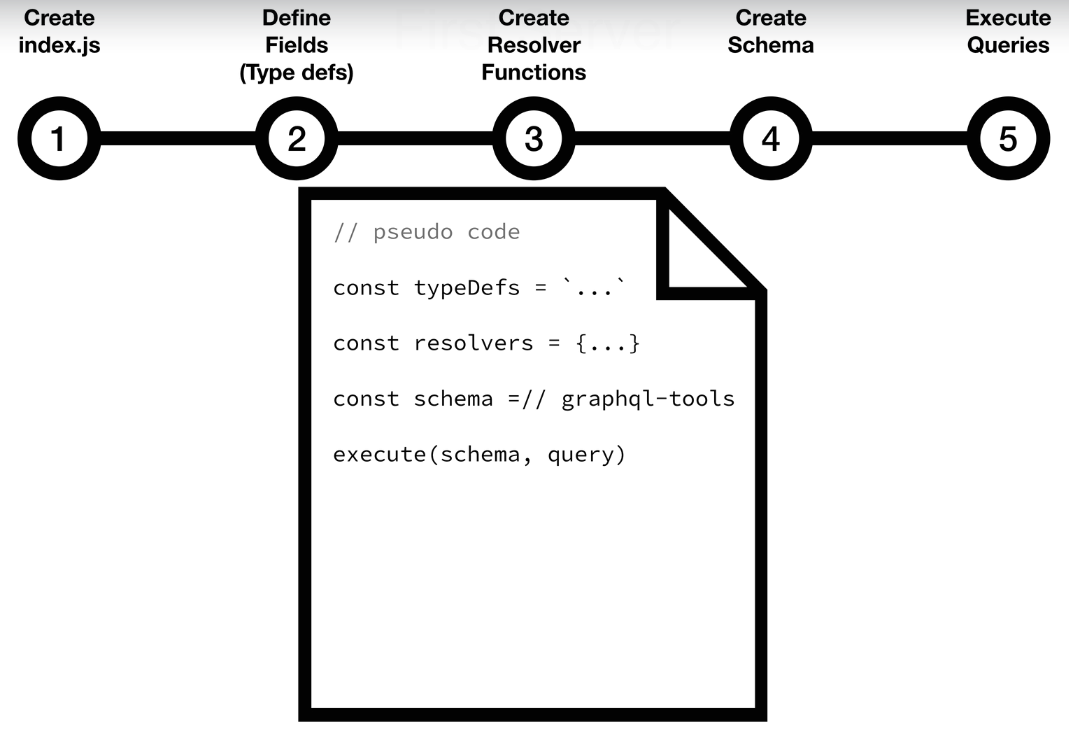 Create
index.js
Define
Fields
(Type defs)
Create
Resolver
Functions
Create
Schema
Execute
Queries
1
2
3
4
5
// pseudo code
const typeDefs = `...`
const resolvers = {...}
const schema =// graphql-tools
execute(schema, query)